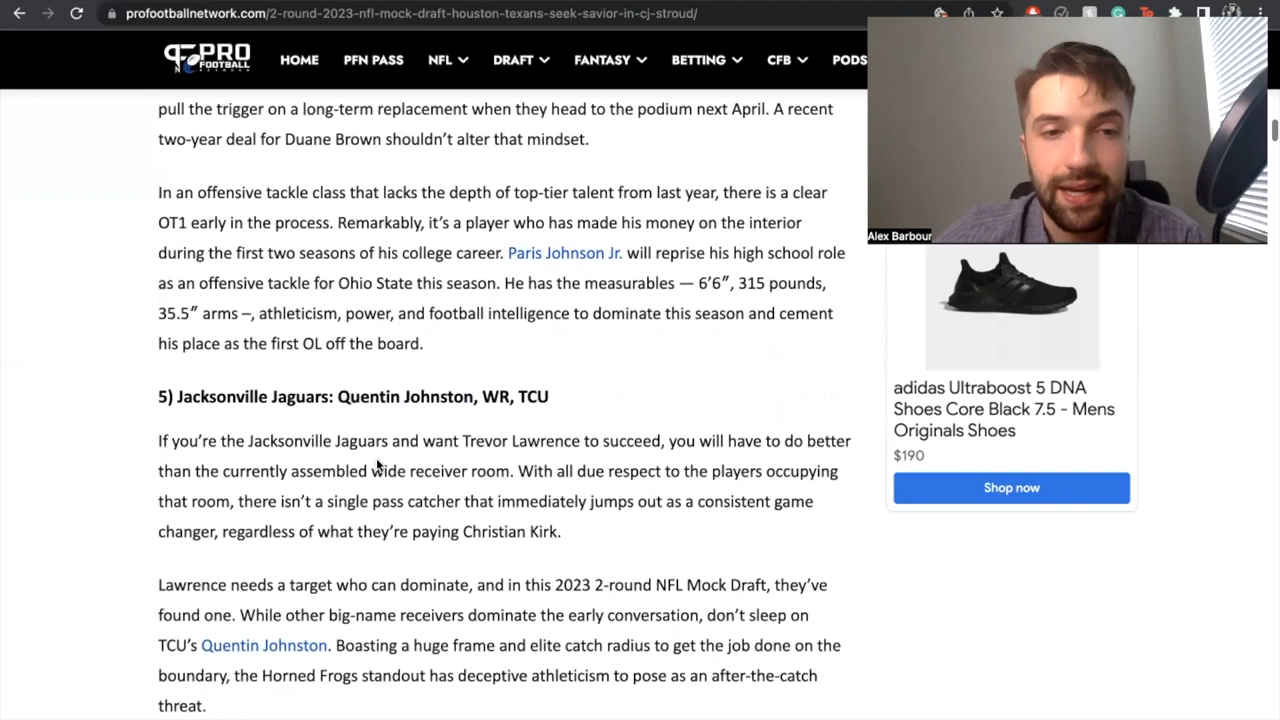 profootballnetwork.com/2-round-2023-nfl-mock-draft-houston-texans-seek-savior-in-cj-stroud/
PRO
FOOTBALL
NETWORK
HOME
PFN PASS
NFL
DRAFT
FANTASY
BETTING
CFB
PODS
pull the trigger on a long-term replacement when they head to the podium next April. A recent
two-year deal for Duane Brown shouldn’t alter that mindset.
In an offensive tackle class that lacks the depth of top-tier talent from last year, there is a clear
OT1 early in the process. Remarkably, it’s a player who has made his money on the interior
during the first two seasons of his college career. Paris Johnson Jr. will reprise his high school role
as an offensive tackle for Ohio State this season. He has the measurables — 6’6″, 315 pounds,
35.5″ arms –, athleticism, power, and football intelligence to dominate this season and cement
his place as the first OL off the board.
5) Jacksonville Jaguars: Quentin Johnston, WR, TCU
If you’re the Jacksonville Jaguars and want Trevor Lawrence to succeed, you will have to do better
than the currently assembled wide receiver room. With all due respect to the players occupying
that room, there isn’t a single pass catcher that immediately jumps out as a consistent game
changer, regardless of what they’re paying Christian Kirk.
Lawrence needs a target who can dominate, and in this 2023 2-round NFL Mock Draft, they’ve
found one. While other big-name receivers dominate the early conversation, don’t sleep on
TCU’s Quentin Johnston. Boasting a huge frame and elite catch radius to get the job done on the
boundary, the Horned Frogs standout has deceptive athleticism to pose as an after-the-catch
threat.
Alex Barbour
adidas Ultraboost 5 DNA
Shoes Core Black 7.5 - Mens
Originals Shoes
$190
Shop now